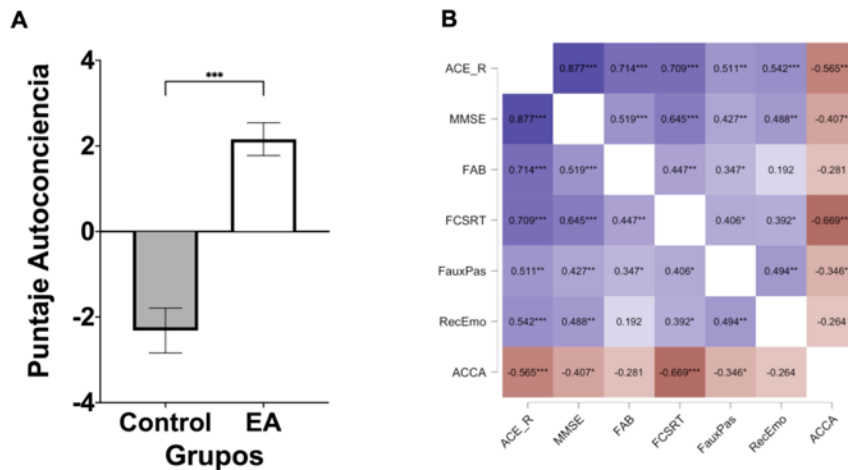 A
Puntaje Autoconciencia
4
2
0
-2
-4
***
Control EA
Grupos
B
ACE_R 0.877*** 0.714*** 0.709*** 0.511** 0.542*** -0.565**
MMSE 0.877*** 0.519*** 0.645*** 0.427** 0.488** -0.407*
FAB 0.714*** 0.519*** 0.447** 0.347* 0.192 -0.281
FCSRT 0.709*** 0.645*** 0.447** 0.406* 0.392* -0.669**
FauxPas 0.511** 0.427** 0.347* 0.406* 0.494** -0.346*
RecEmo 0.542*** 0.488** 0.192 0.392* 0.494** -0.264
ACCA -0.565*** -0.407* -0.281 -0.669*** -0.346* -0.264
ACE_R MMSE FAB FCSRT FauxPas RecEmo ACCA